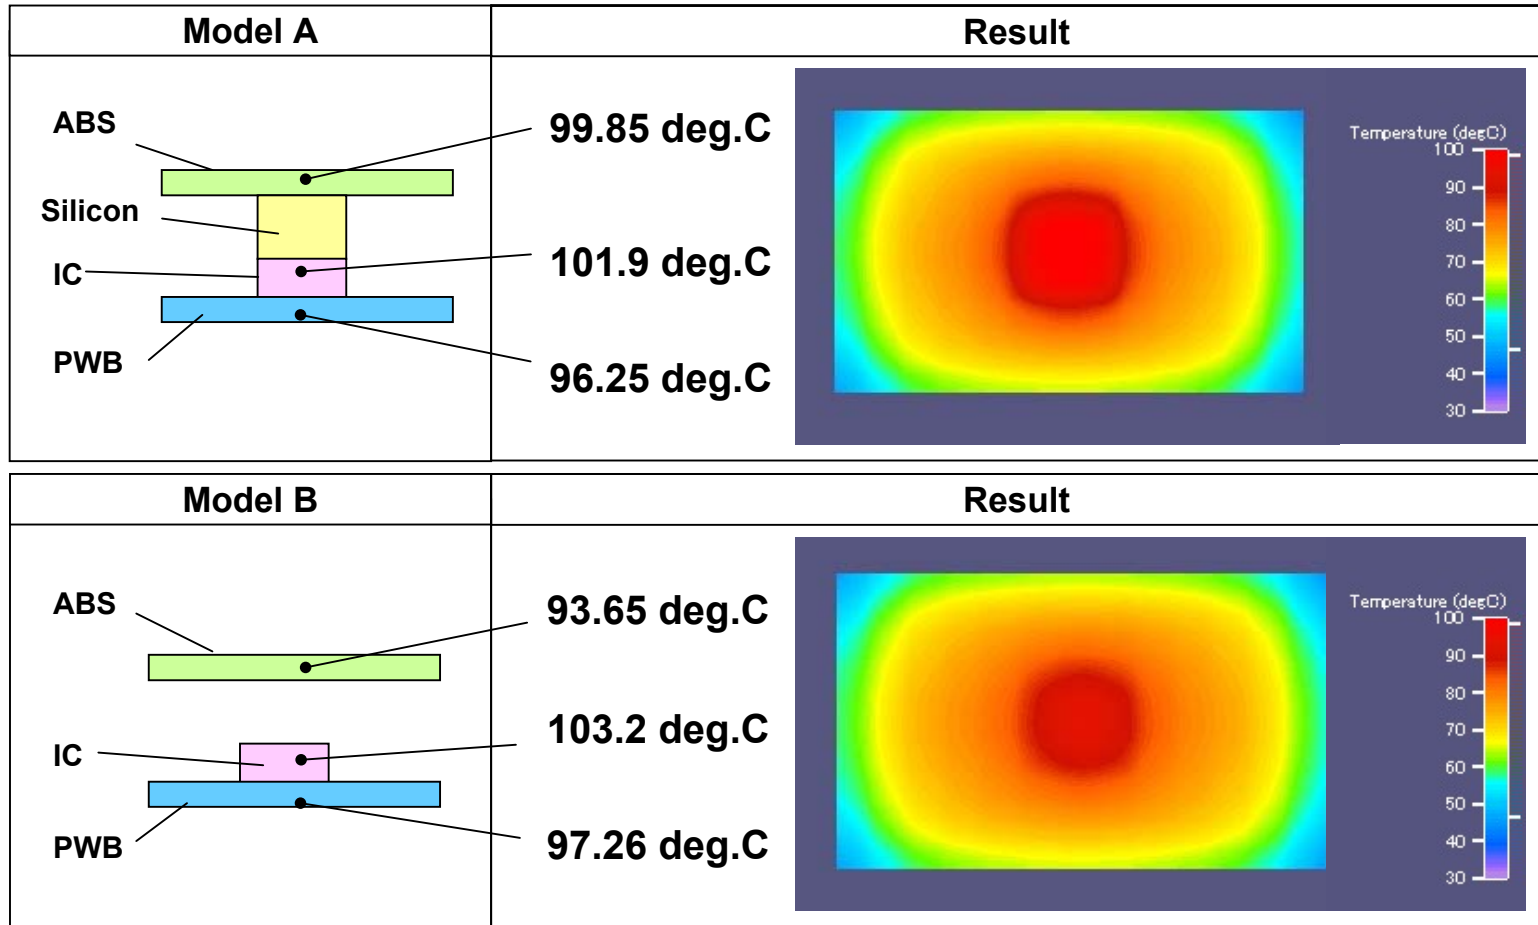 Model A
Result
ABS
Silicon
IC
PWB
99.85 deg.C
101.9 deg.C
96.25 deg.C
Temperature (degC)
100
90
80
70
60
50
40
30
Model B
Result
ABS
IC
PWB
93.65 deg.C
103.2 deg.C
97.26 deg.C
Temperature (degC)
100
90
80
70
60
50
40
30